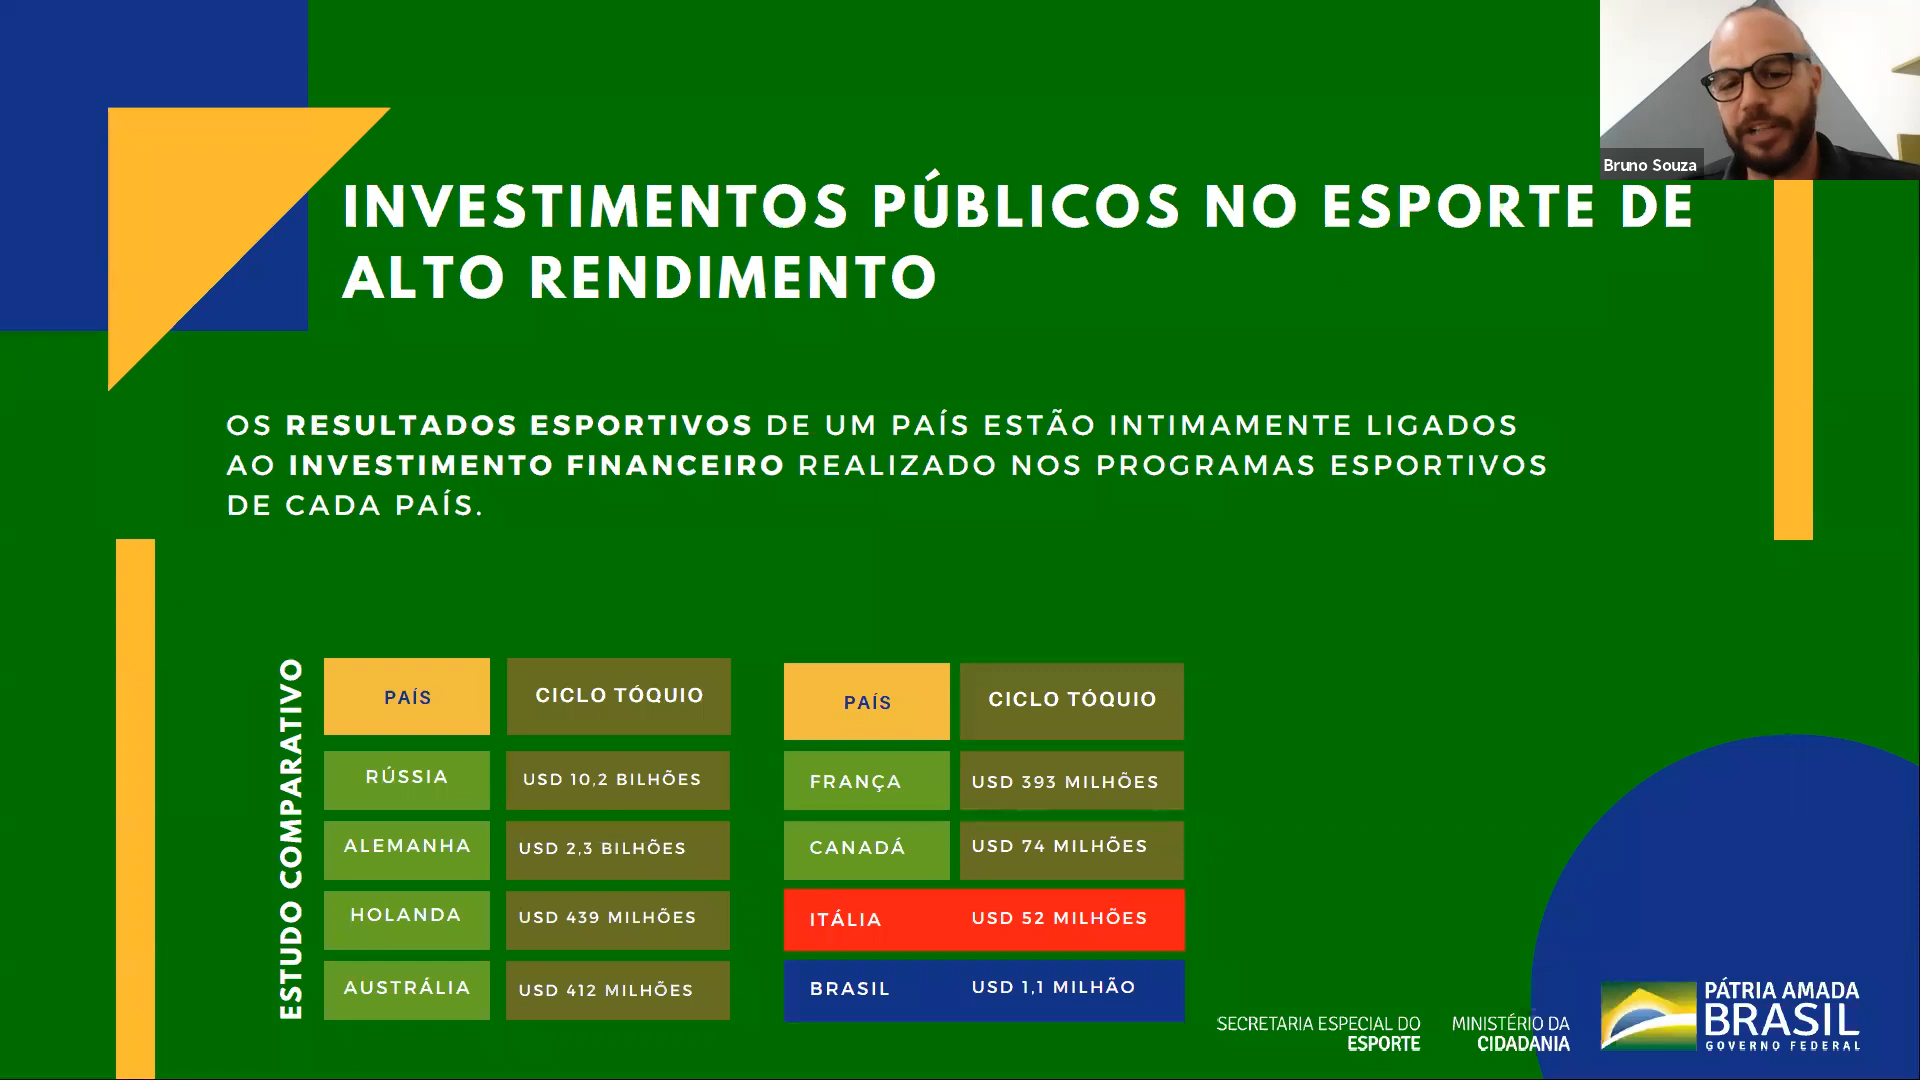 Bruno Souza
INVESTIMENTOS PÚBLICOS NO ESPORTE DE
ALTO RENDIMENTO
OS RESULTADOS ESPORTIVOS DE UM PAÍS ESTÃO INTIMAMENTE LIGADOS
AO INVESTIMENTO FINANCEIRO REALIZADO NOS PROGRAMAS ESPORTIVOS
DE CADA PAÍS.
ESTUDO COMPARATIVO
PAÍS CICLO TÓQUIO
RÚSSIA USD 10,2 BILHÕES
ALEMANHA USD 2,3 BILHÕES
HOLANDA USD 439 MILHÕES
AUSTRÁLIA USD 412 MILHÕES
PAÍS CICLO TÓQUIO
FRANÇA USD 393 MILHÕES
CANADÁ USD 74 MILHÕES
ITÁLIA USD 52 MILHÕES
BRASIL USD 1,1 MILHÃO
SECRETARIA ESPECIAL DO
ESPORTE
MINISTÉRIO DA
CIDADANIA
PÁTRIA AMADA
BRASIL
GOVERNO FEDERAL